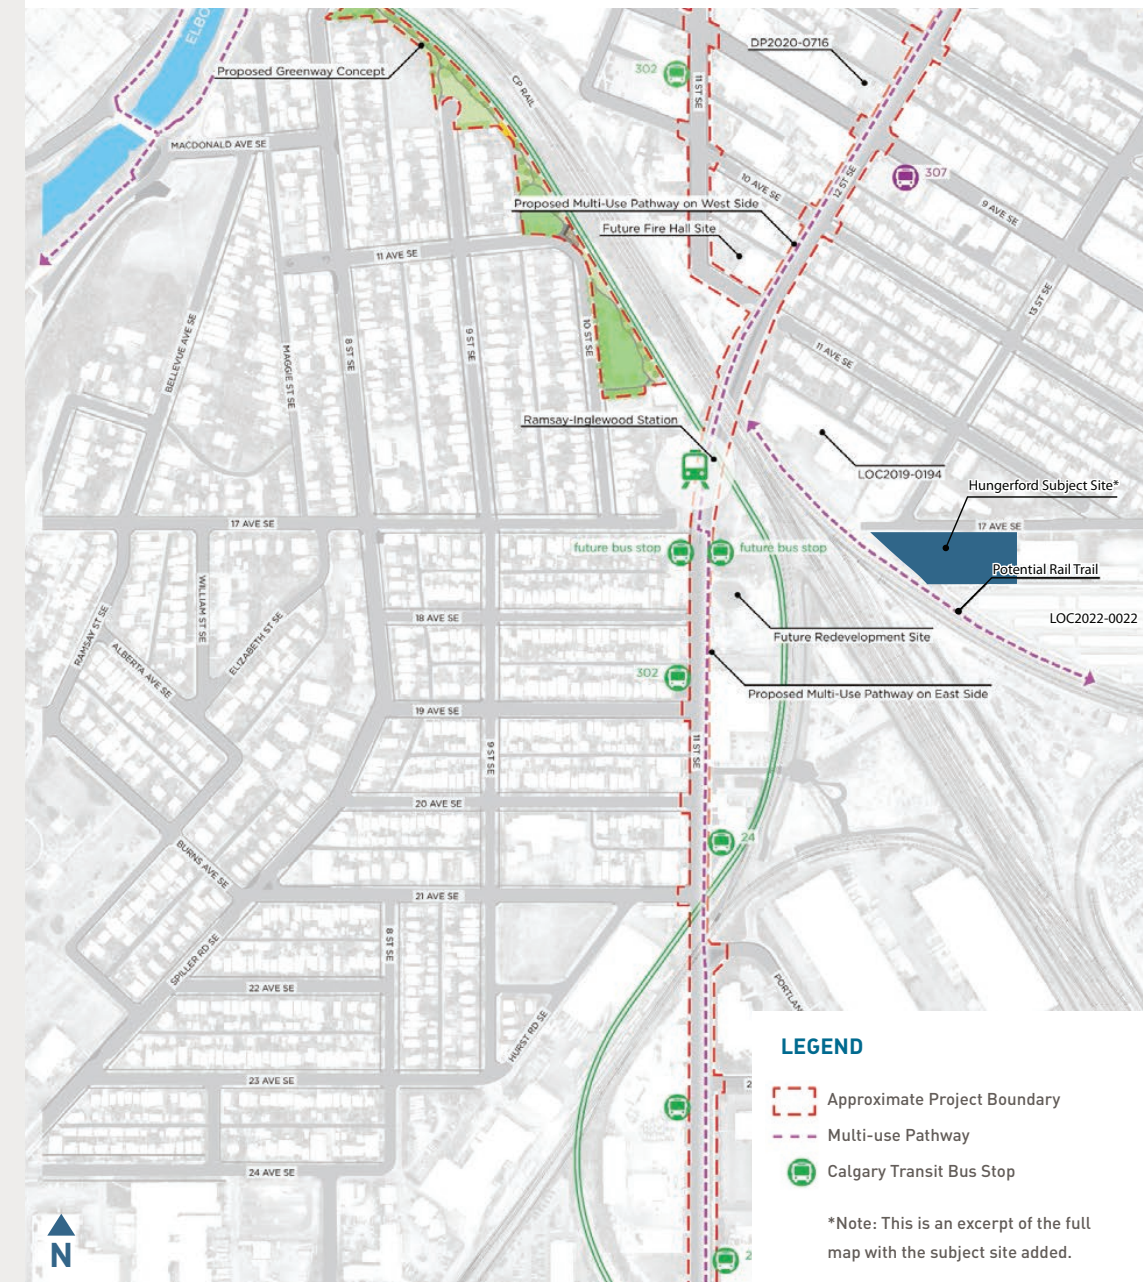 ELBO
Proposed Greenway Concept
CP RAIL
302
11 ST SE
DP2020-0716
MACDONALD AVE SE
12 ST SE
307
10 AVE SE
9 AVE SE
Proposed Multi-Use Pathway on West Side
Future Fire Hall Site
11 AVE SE
13 ST SE
BELLEVUE AVE SE
MAGGIE ST SE
8 ST SE
9 ST SE
10 ST SE
11 AVE SE
Ramsay-Inglewood Station
LOC2019-0194
Hungerford Subject Site*
17 AVE SE
17 AVE SE
future bus stop
future bus stop
Potential Rail Trail
WILLIAM ST SE
RAMSAY ST SE
ELIZABETH ST SE
ALBERTA AVE SE
18 AVE SE
LOC2022-0022
Future Redevelopment Site
302
Proposed Multi-Use Pathway on East Side
19 AVE SE
9 ST SE
11 ST SE
20 AVE SE
24
BURNS AVE SE
21 AVE SE
8 ST SE
SPILLER RD SE
22 AVE SE
PORTLAN
HURST RD SE
23 AVE SE
2
24 AVE SE
2
N
LEGEND
Approximate Project Boundary
Multi-use Pathway
Calgary Transit Bus Stop
*Note: This is an excerpt of the full
map with the subject site added.